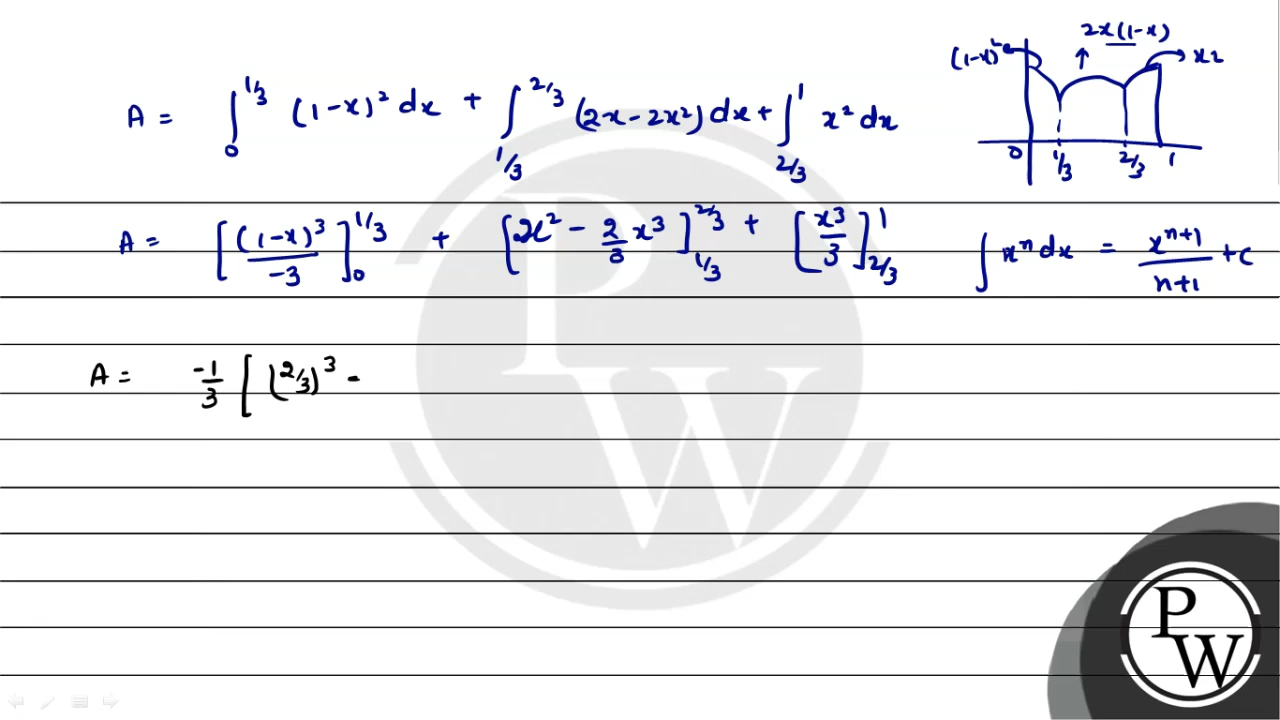 A = ∫₀^{1/3} (1-x)² dx + ∫_{1/3}^{2/3} (2x - 2x²) dx + ∫_{2/3}^{1} x² dx
(1-x)² 2x(1-x) x2
0 1/3 2/3 1
A = [(1-x)³/-3]₀^{1/3} + [2x² - 2/3 x³]_{1/3}^{2/3} + [x³/3]_{2/3}^{1}
∫ xⁿ dx = x^{n+1}/n+1 + c
A = -1/3 [ (2/3)³ -
P
W
PW